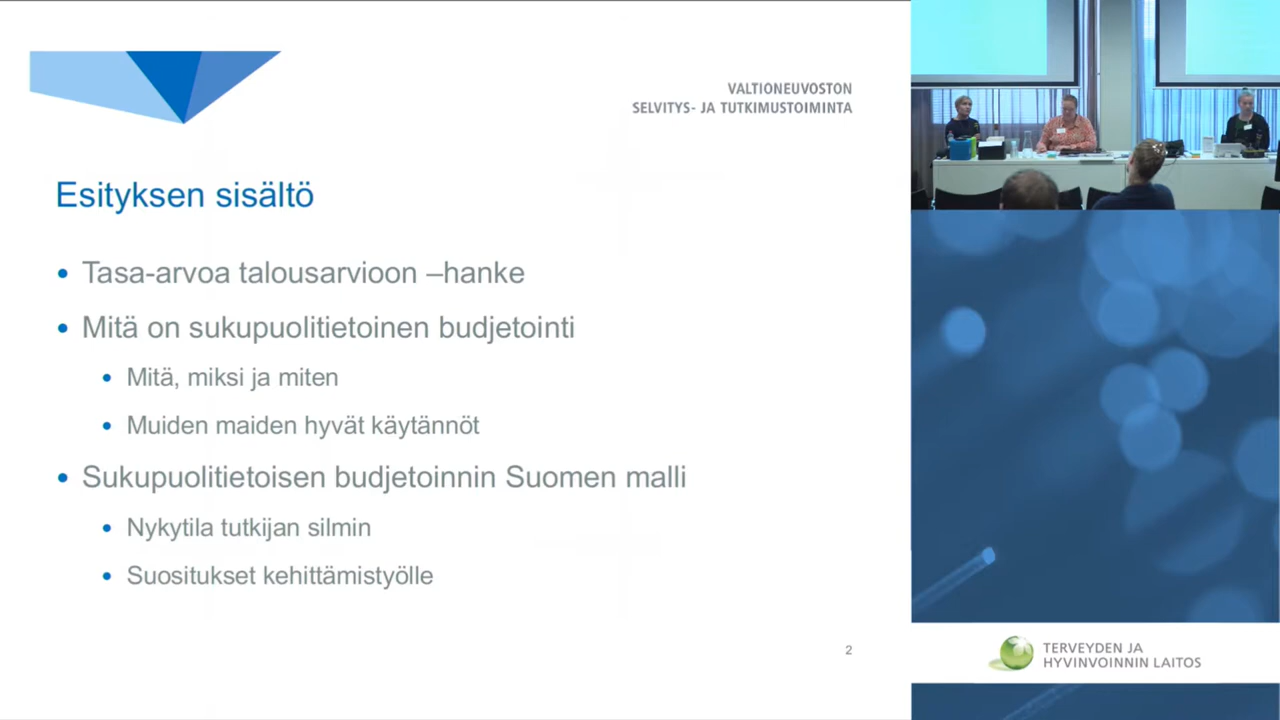 VALTIONEUVOSTON
SELVITYS- JA TUTKIMUSTOIMINTA
Esityksen sisältö
• Tasa-arvoa talousarvioon –hanke
• Mitä on sukupuolitietoinen budjetointi
• Mitä, miksi ja miten
• Muiden maiden hyvät käytännöt
• Sukupuolitietoisen budjetoinnin Suomen malli
• Nykytila tutkijan silmin
• Suositukset kehittämistyölle
2
TERVEYDEN JA
HYVINVOINNIN LAITOS